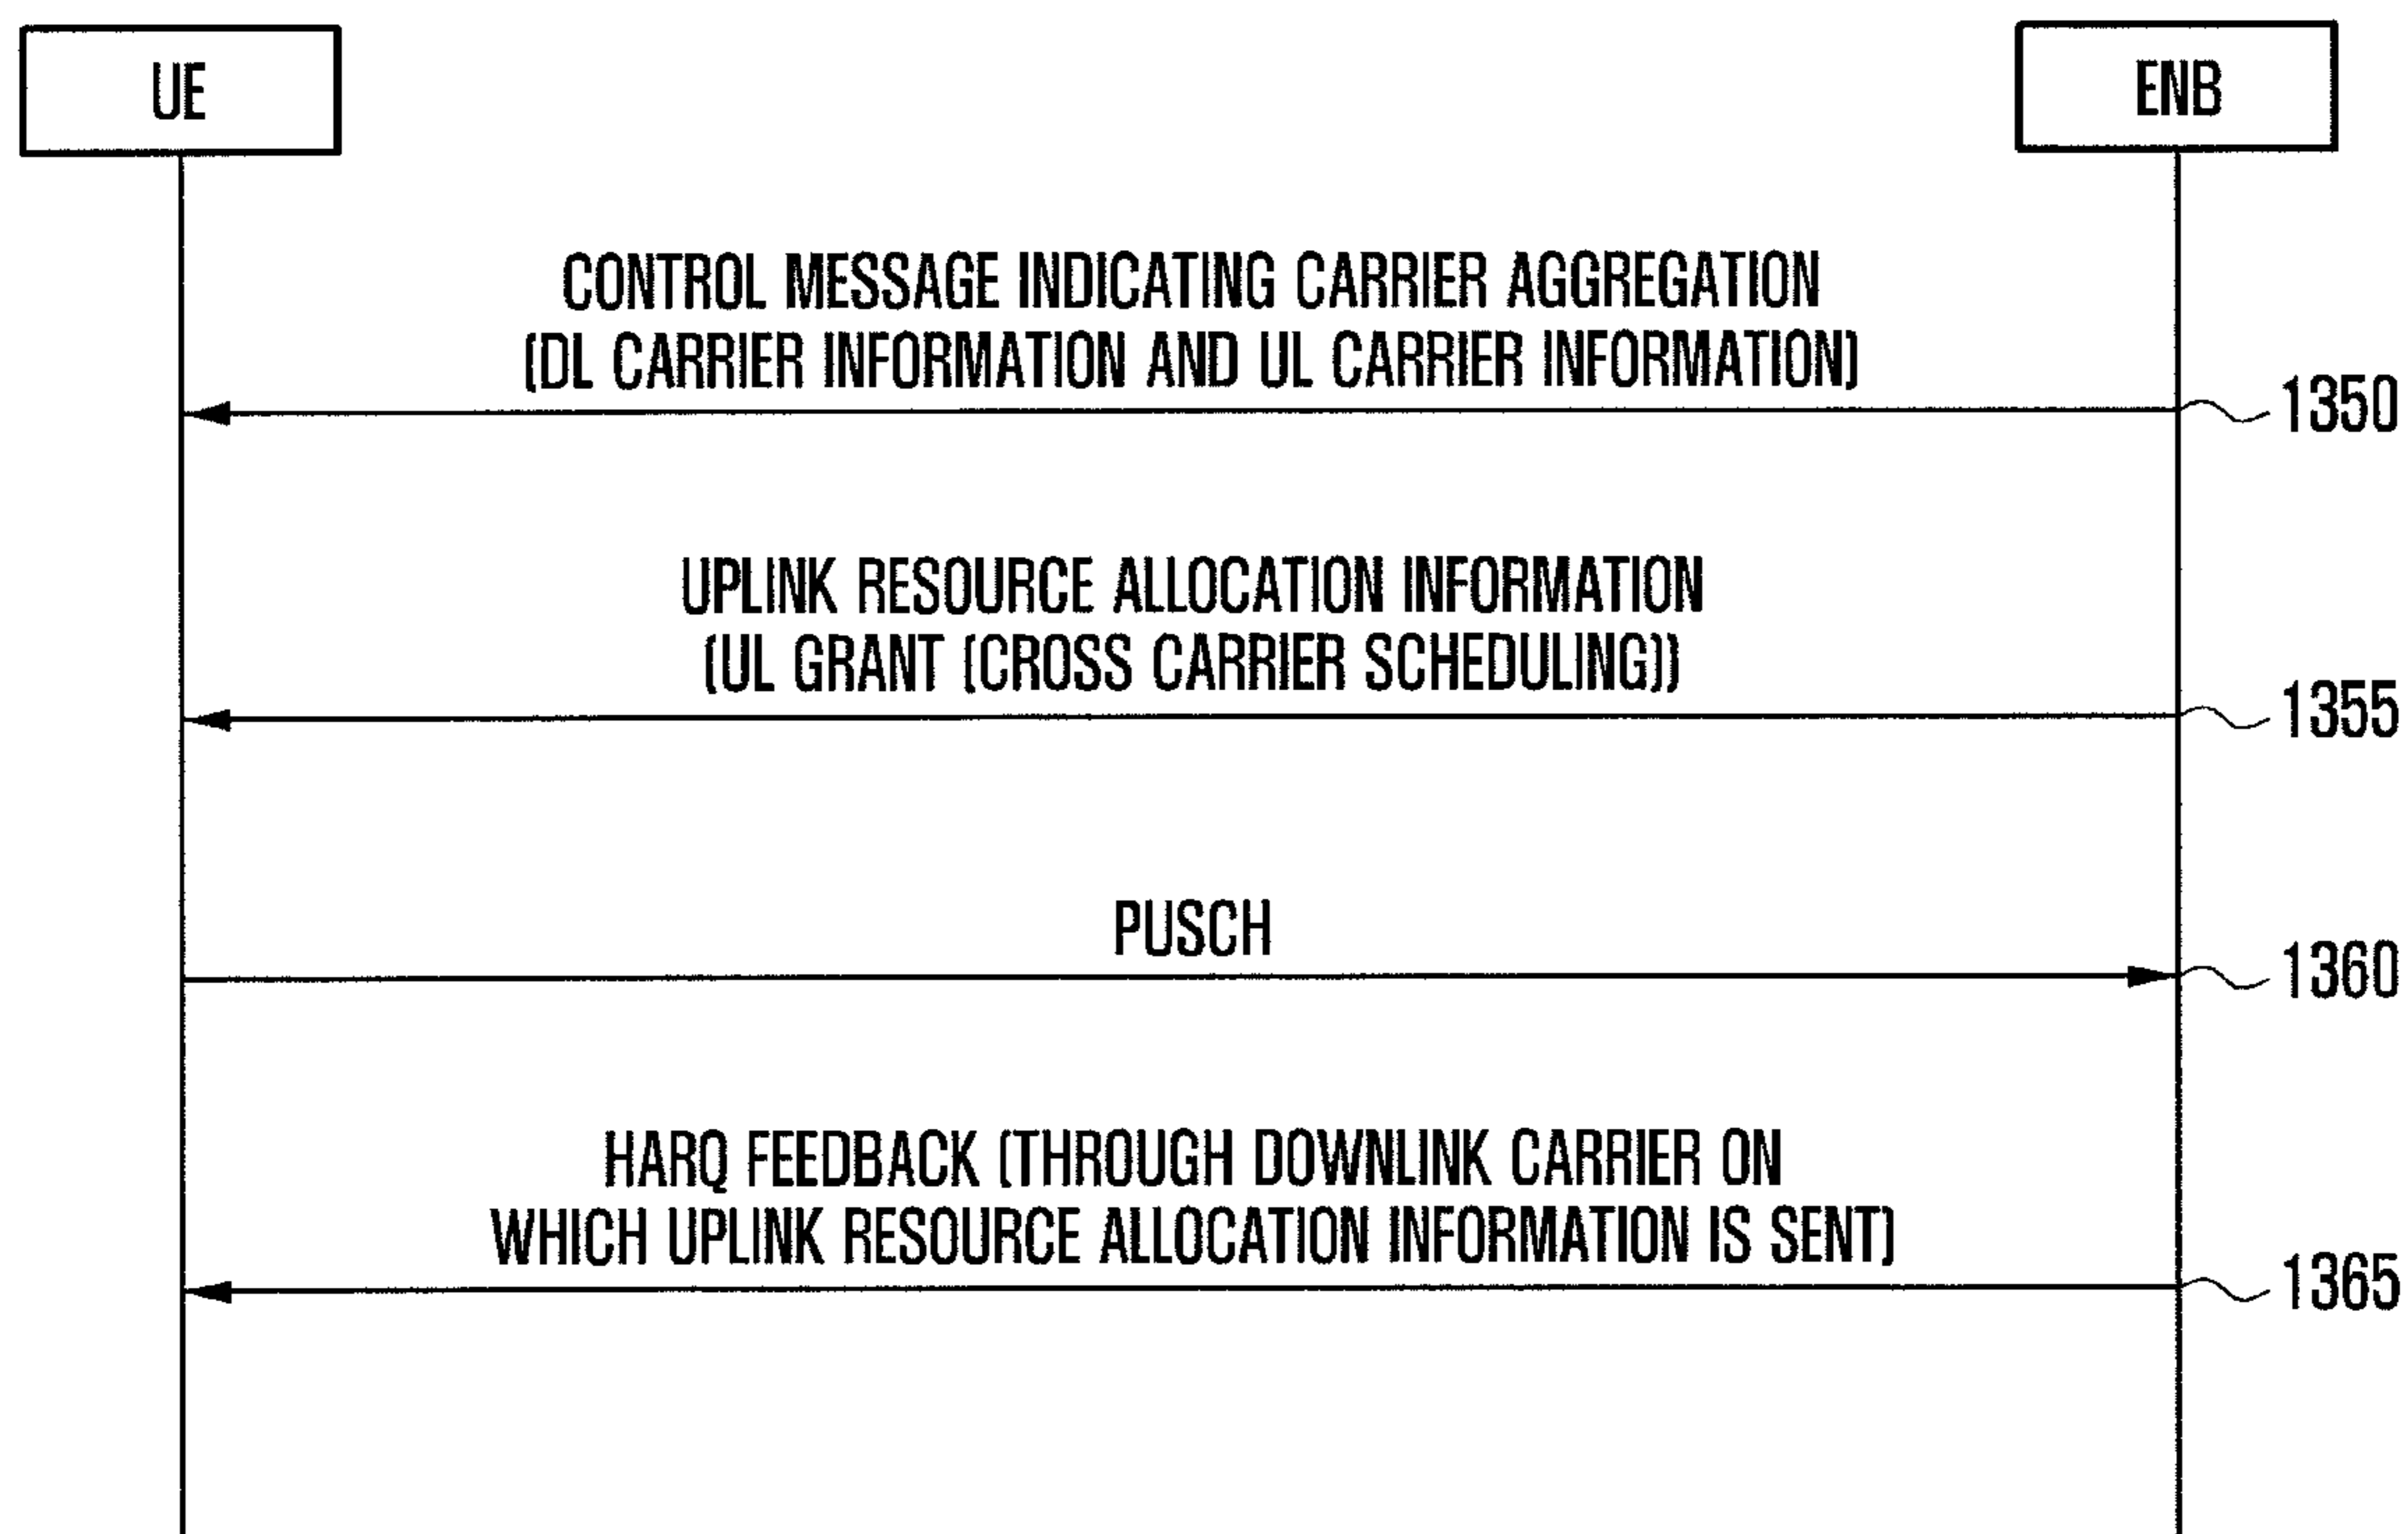 UE
ENB
CONTROL MESSAGE INDICATING CARRIER AGGREGATION
(DL CARRIER INFORMATION AND UL CARRIER INFORMATION)
1350
UPLINK RESOURCE ALLOCATION INFORMATION
(UL GRANT (CROSS CARRIER SCHEDULING))
1355
PUSCH
1360
HARQ FEEDBACK (THROUGH DOWNLINK CARRIER ON
WHICH UPLINK RESOURCE ALLOCATION INFORMATION IS SENT)
1365